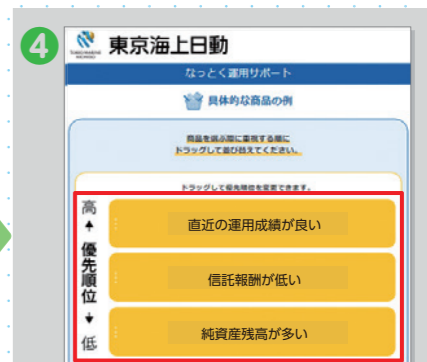 4
TOKIO MARINE
NICHIDO
東京海上日動
なっとく運用サポート
具体的な商品の例
商品を選ぶ際に重視する順に
ドラッグして並び替えてください。
ドラッグして優先順位を変更できます。
高
優先順位
低
直近の運用成績が良い
信託報酬が低い
純資産残高が多い